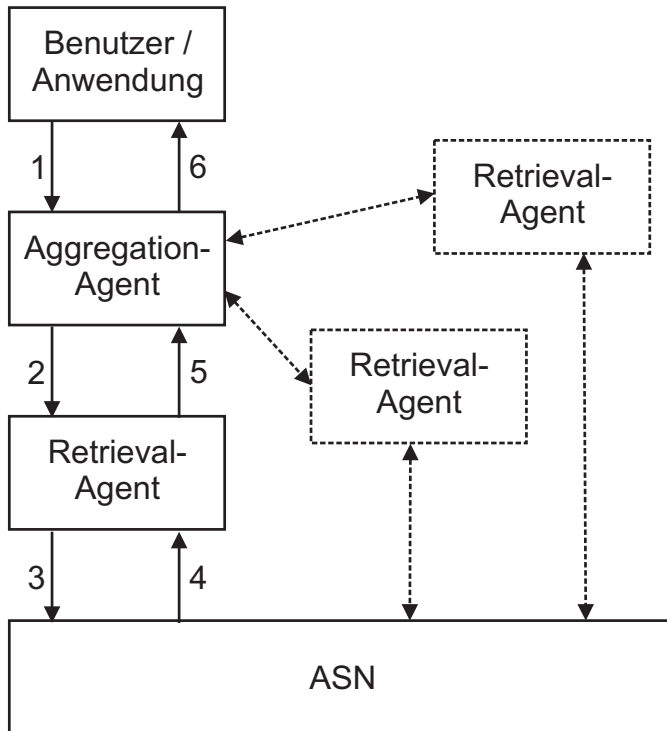 Benutzer /
Anwendung
1
6
Retrieval-
Agent
Aggregation-
Agent
2
5
Retrieval-
Agent
Retrieval-
Agent
3
4
ASN